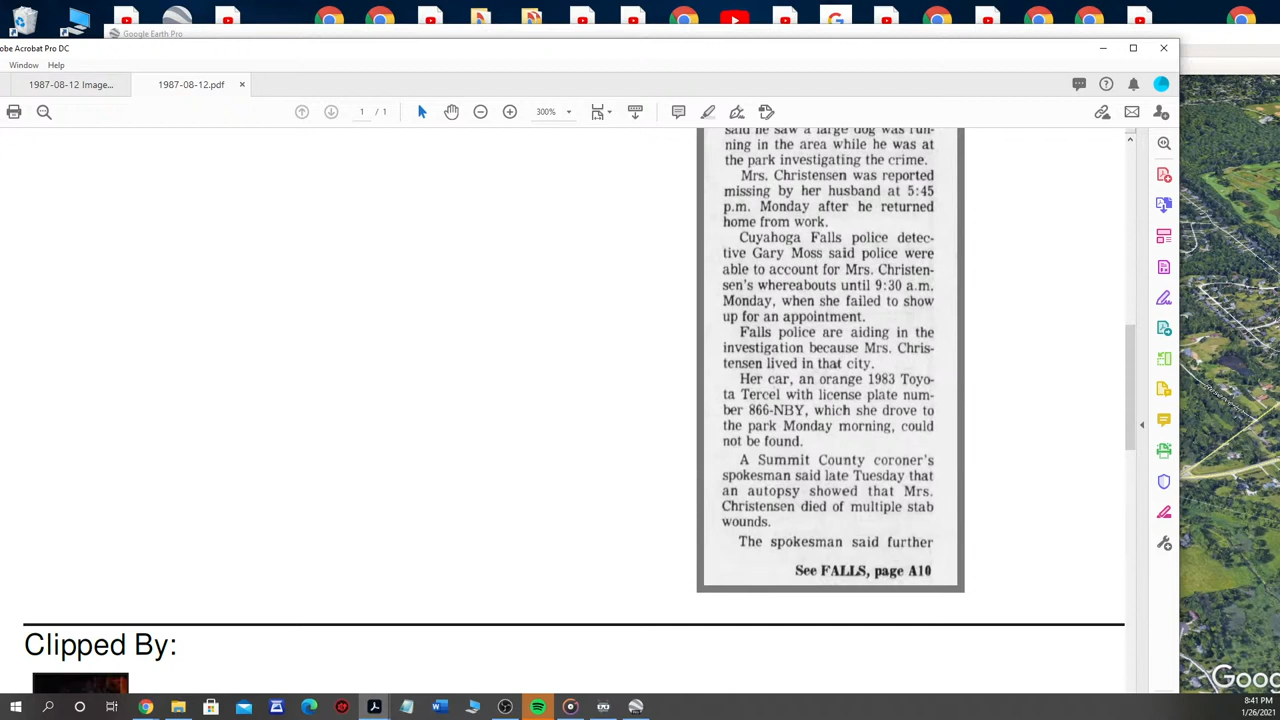 Google Earth Pro
obe Acrobat Pro DC
Window Help
1987-08-12 Image...
1987-08-12.pdf
1 / 1
300%
said he saw a large dog was run-
ning in the area while he was at
the park investigating the crime.
Mrs. Christensen was reported
missing by her husband at 5:45
p.m. Monday after he returned
home from work.
Cuyahoga Falls police detec-
tive Gary Moss said police were
able to account for Mrs. Christen-
sen's whereabouts until 9:30 a.m.
Monday, when she failed to show
up for an appointment.
Falls police are aiding in the
investigation because Mrs. Chris-
tensen lived in that city.
Her car, an orange 1983 Toyo-
ta Tercel with license plate num-
ber 866-NBY, which she drove to
the park Monday morning, could
not be found.
A Summit County coroner's
spokesman said late Tuesday that
an autopsy showed that Mrs.
Christensen died of multiple stab
wounds.
The spokesman said further
See FALLS, page A10
Clipped By:
Goog
8:41 PM
1/26/2021